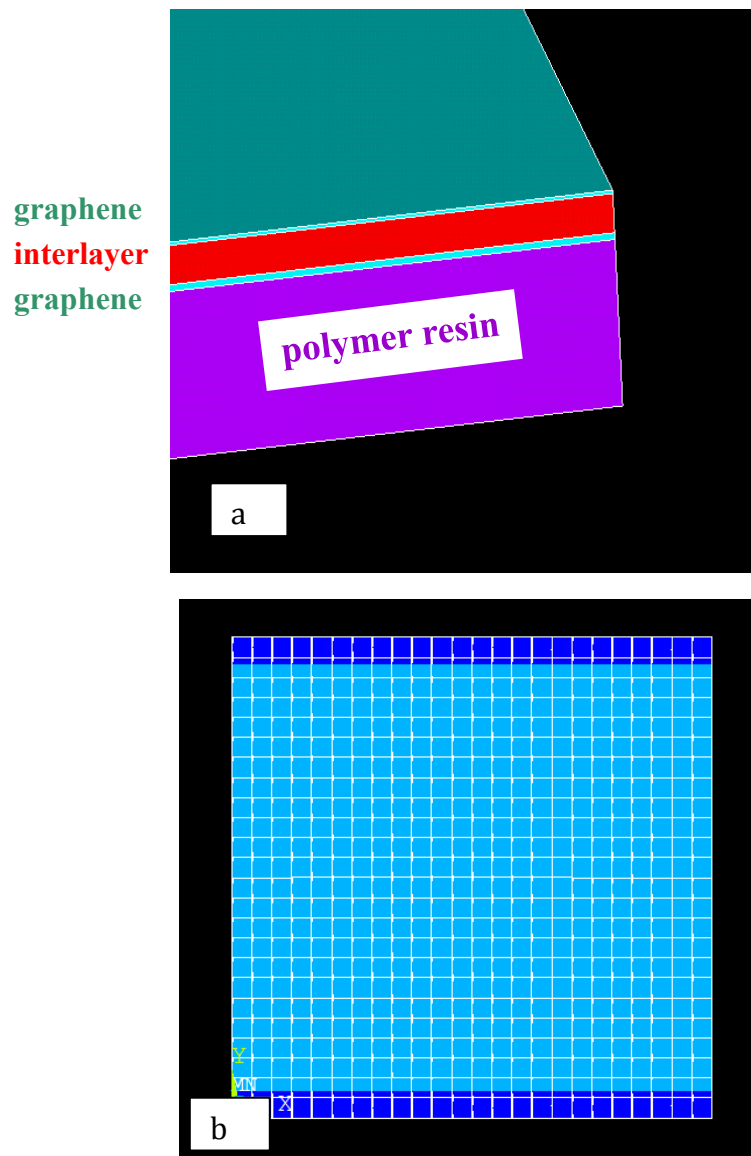 graphene
interlayer
graphene
polymer resin
a
Y
MN
X
b